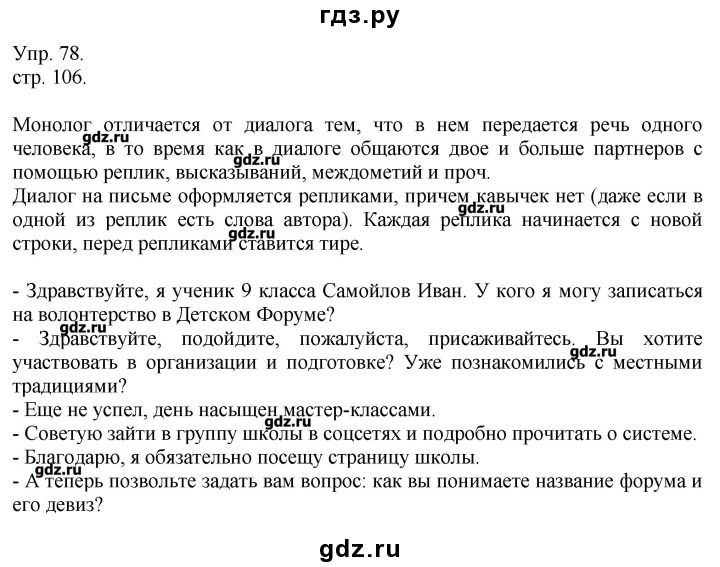 гдз.ру
Упр. 78.
стр. 106.
Монолог отличается от диалога тем, что в нем передается речь одного
человека, в то время как в диалоге общаются двое и больше партнеров с
помощью реплик, высказываний, междометий и проч.
Диалог на письме оформляется репликами, причем кавычек нет (даже если в
одной из реплик есть слова автора). Каждая реплика начинается с новой
строки, перед репликами ставится тире.
- Здравствуйте, я ученик 9 класса Самойлов Иван. У кого я могу записаться
на волонтерство в Детском Форуме?
- Здравствуйте, подойдите, пожалуйста, присаживайтесь. Вы хотите
участвовать в организации и подготовке? Уже познакомились с местными
традициями?
- Еще не успел, день насыщен мастер-классами.
- Советую зайти в группу школы в соцсетях и подробно прочитать о системе.
- Благодарю, я обязательно посещу страницу школы.
- А теперь позвольте задать вам вопрос: как вы понимаете название форума и
его девиз?
gdz.ru
gdz.ru
gdz.ru
gdz.ru
gdz.ru
gdz.ru
gdz.ru
gdz.ru